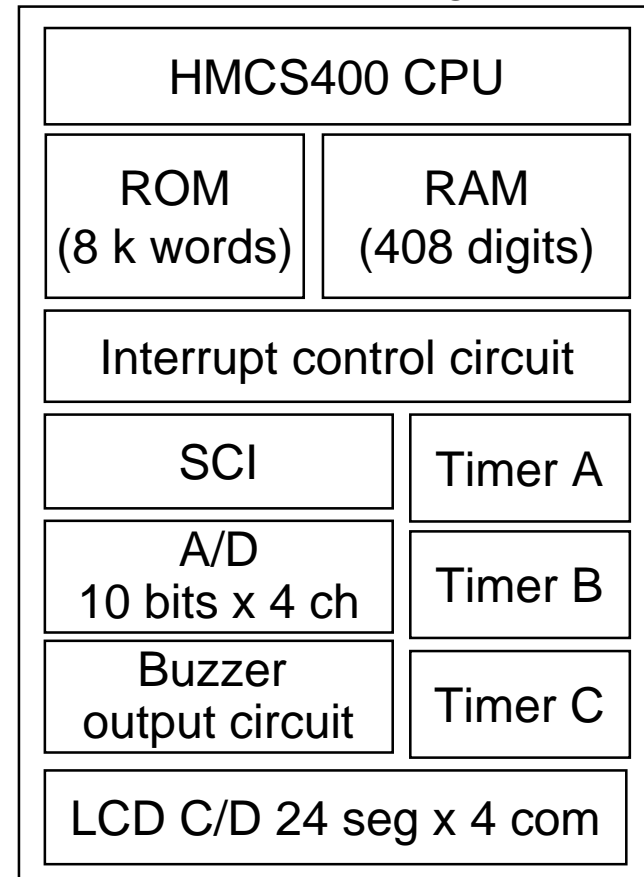 HMCS400 CPU
ROM
(8 k words)
RAM
(408 digits)
Interrupt control circuit
SCI
Timer A
A/D
10 bits x 4 ch
Timer B
Buzzer
output circuit
Timer C
LCD C/D 24 seg x 4 com